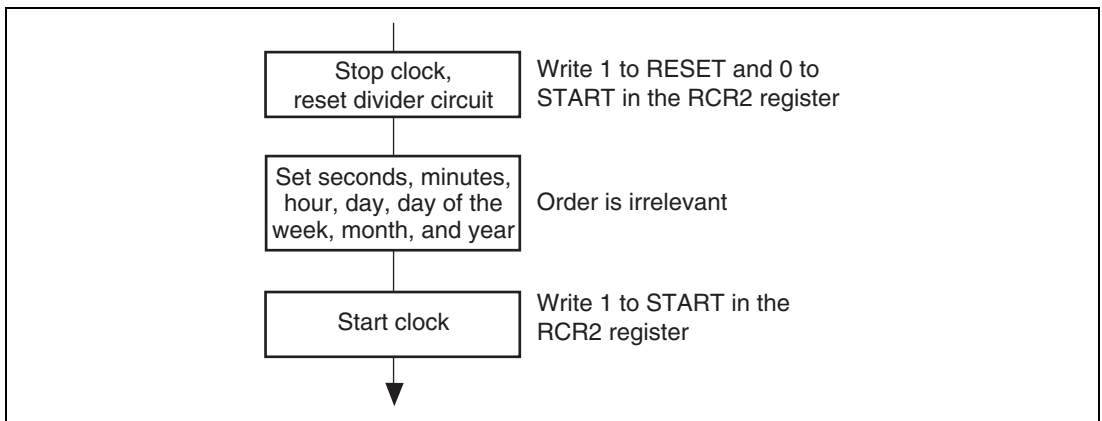 Stop clock,
reset divider circuit
Write 1 to RESET and 0 to
START in the RCR2 register
Set seconds, minutes,
hour, day, day of the
week, month, and year
Order is irrelevant
Start clock
Write 1 to START in the
RCR2 register